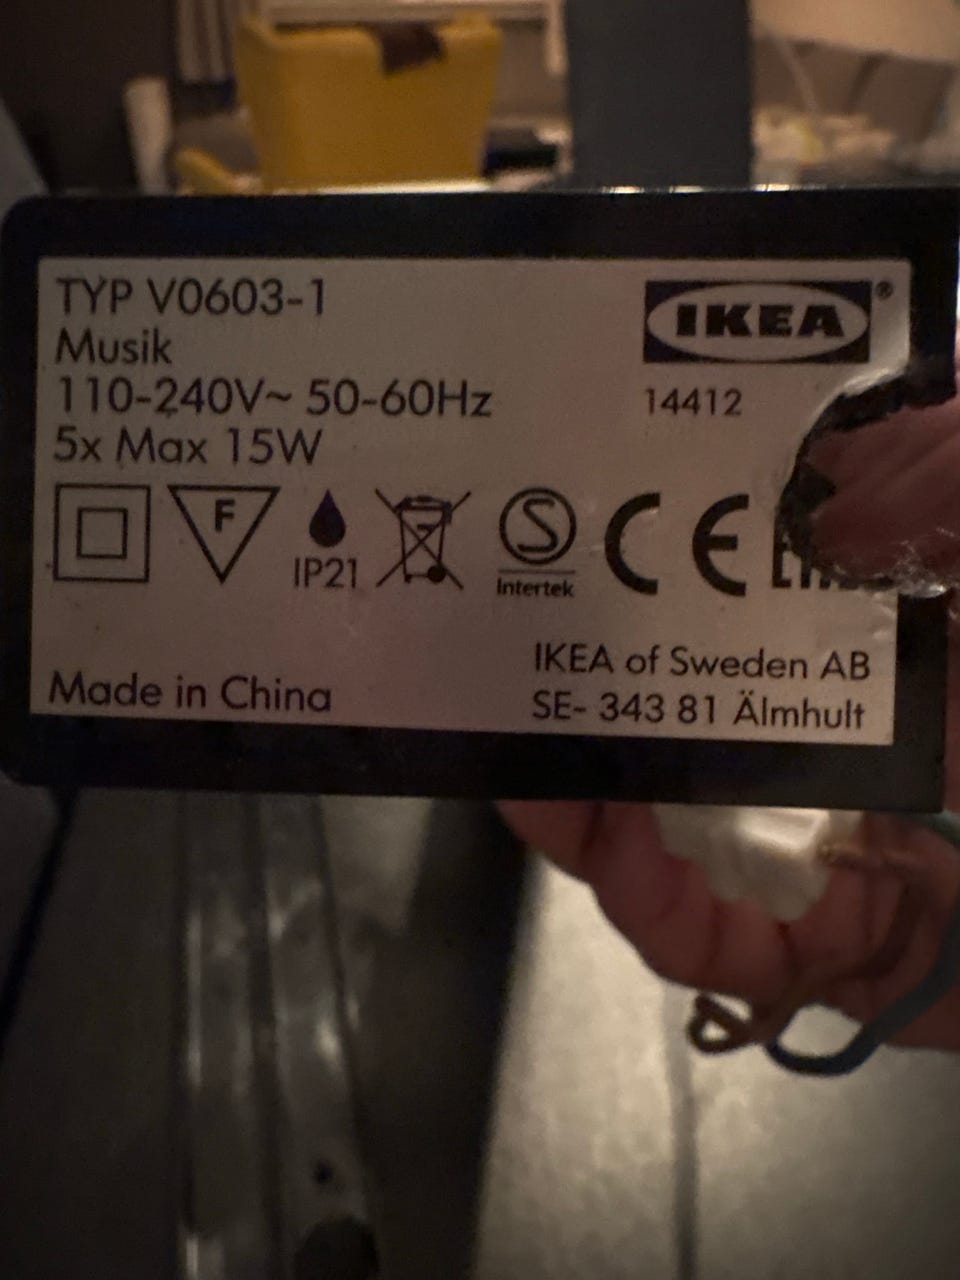 TYP V0603-1
Musik
110-240V~ 50-60Hz
5x Max 15W
IKEA®
14412
F
IP21
S
Intertek
CE
IKEA of Sweden AB
SE- 343 81 Älmhult
Made in China